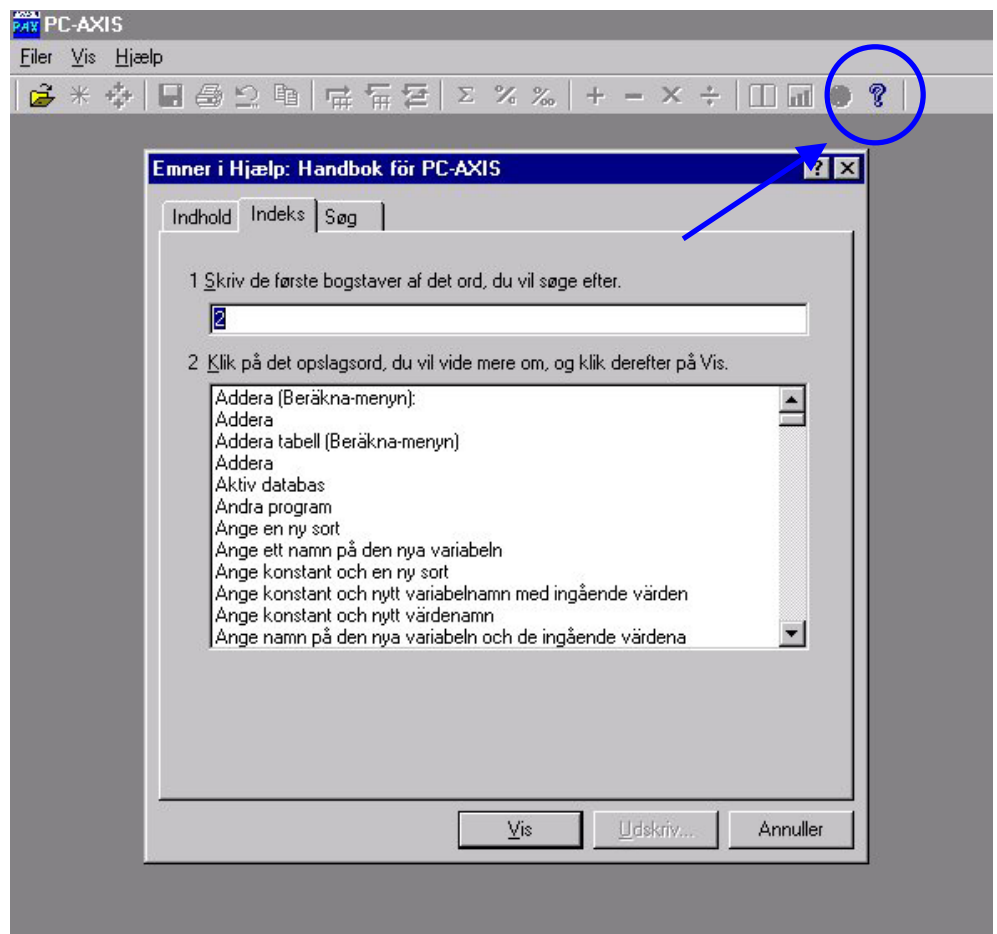 PAX PC-AXIS
Filer Vis Hjælp
Σ % ‰ + − × ÷ ?
Emner i Hjælp: Handbok för PC-AXIS
Indhold Indeks Søg
1 Skriv de første bogstaver af det ord, du vil søge efter.
2
2 Klik på det opslagsord, du vil vide mere om, og klik derefter på Vis.
Addera (Beräkna-menyn):
Addera
Addera tabell (Beräkna-menyn)
Addera
Aktiv databas
Andra program
Ange en ny sort
Ange ett namn på den nya variabeln
Ange konstant och en ny sort
Ange konstant och nytt variabelnamn med ingående värden
Ange konstant och nytt värdenamn
Ange namn på den nya variabeln och de ingående värdena
Vis Udskriv... Annuller